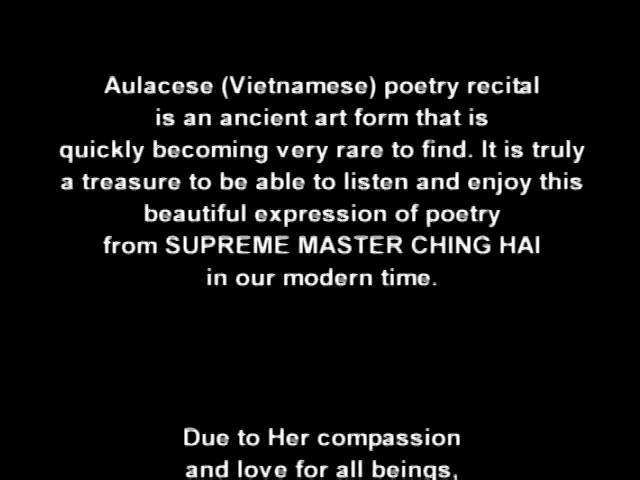 Aulacese (Vietnamese) poetry recital
is an ancient art form that is
quickly becoming very rare to find. It is truly
a treasure to be able to listen and enjoy this
beautiful expression of poetry
from SUPREME MASTER CHING HAI
in our modern time.
Due to Her compassion
and love for all beings,